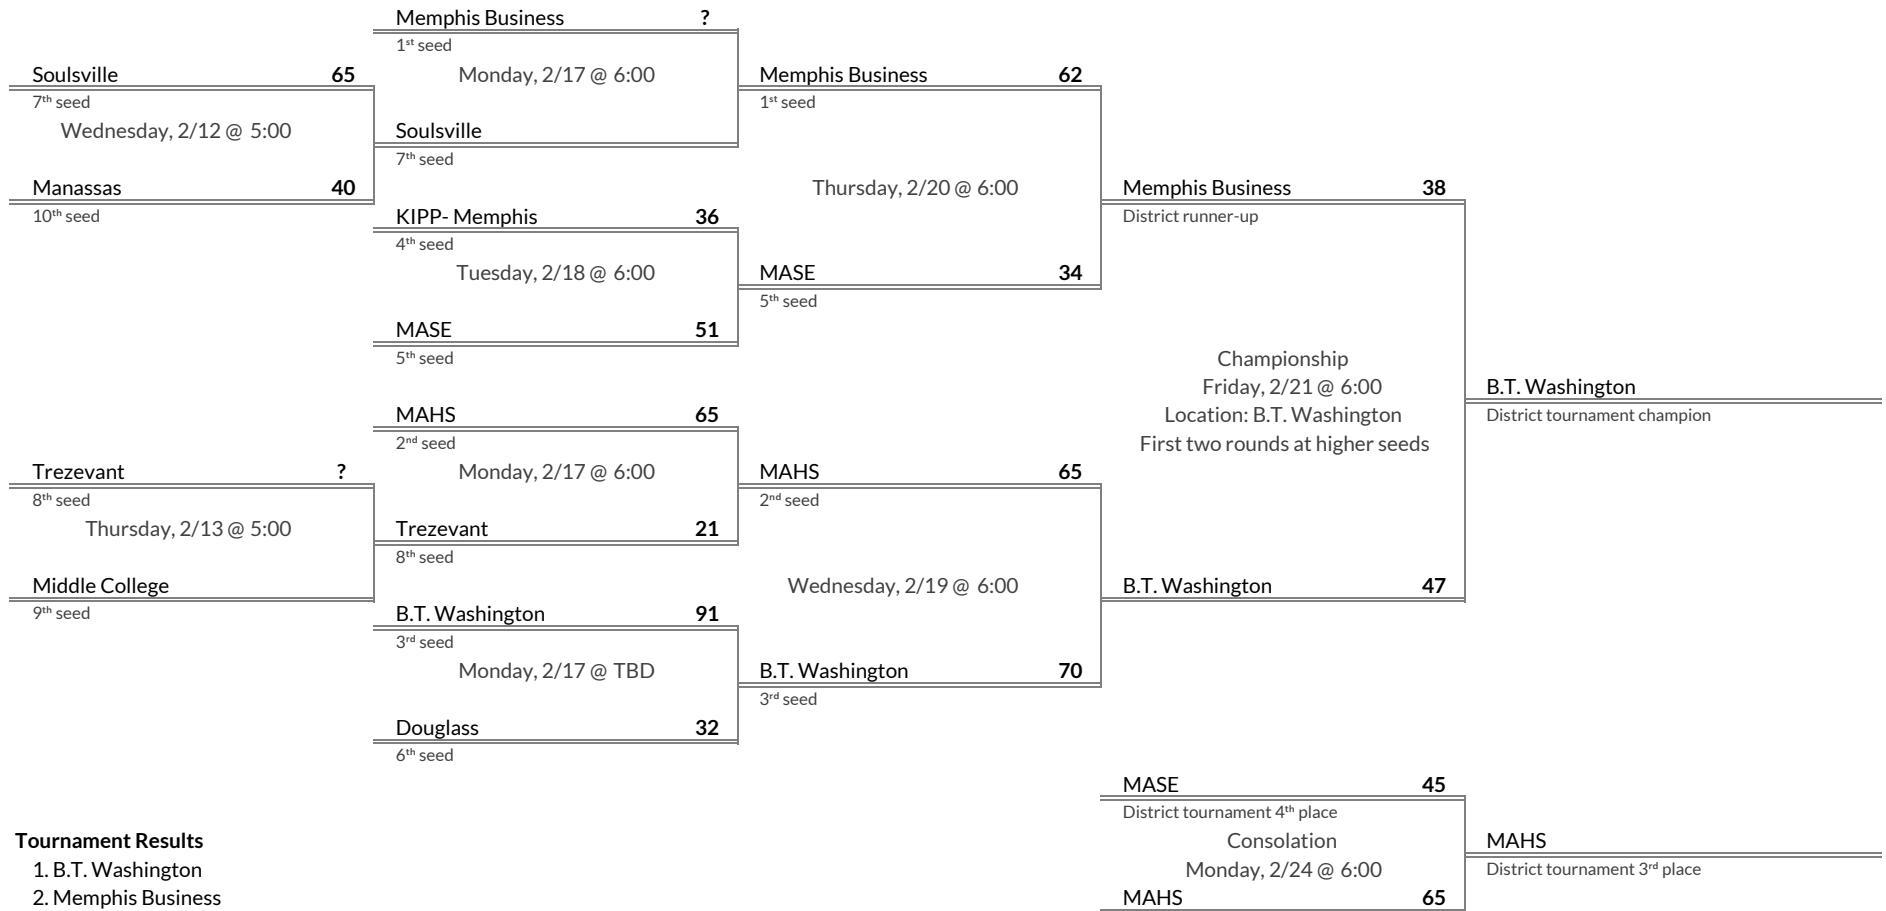 Memphis Business ?
1st seed
Monday, 2/17 @ 6:00
Soulsville
7th seed
Soulsville 65
7th seed
Wednesday, 2/12 @ 5:00
Manassas 40
10th seed
KIPP- Memphis 36
4th seed
Tuesday, 2/18 @ 6:00
MASE 51
5th seed
Memphis Business 62
1st seed
Thursday, 2/20 @ 6:00
MASE 34
5th seed
Memphis Business 38
District runner-up
Championship
Friday, 2/21 @ 6:00
Location: B.T. Washington
First two rounds at higher seeds
B.T. Washington
District tournament champion
MAHS 65
2nd seed
Monday, 2/17 @ 6:00
Trezevant 21
8th seed
Trezevant ?
8th seed
Thursday, 2/13 @ 5:00
Middle College
9th seed
B.T. Washington 91
3rd seed
Monday, 2/17 @ TBD
Douglass 32
6th seed
MAHS 65
2nd seed
Wednesday, 2/19 @ 6:00
B.T. Washington 70
3rd seed
B.T. Washington 47
MASE 45
District tournament 4th place
Consolation
Monday, 2/24 @ 6:00
MAHS 65
MAHS
District tournament 3rd place
Tournament Results
1. B.T. Washington
2. Memphis Business